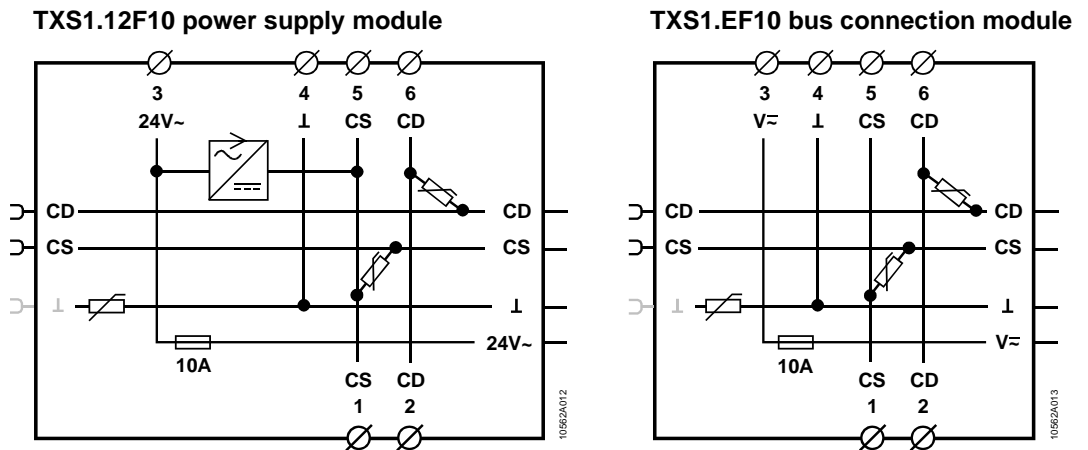 TXS1.12F10 power supply module
3 4 5 6
24V~ ⊥ CS CD
CD CD
CS CS
⊥ ⊥
24V~
10A
CS CD
1 2
10562A012
TXS1.EF10 bus connection module
3 4 5 6
V≂ ⊥ CS CD
CD CD
CS CS
⊥ ⊥
V≂
10A
CS CD
1 2
10562A013